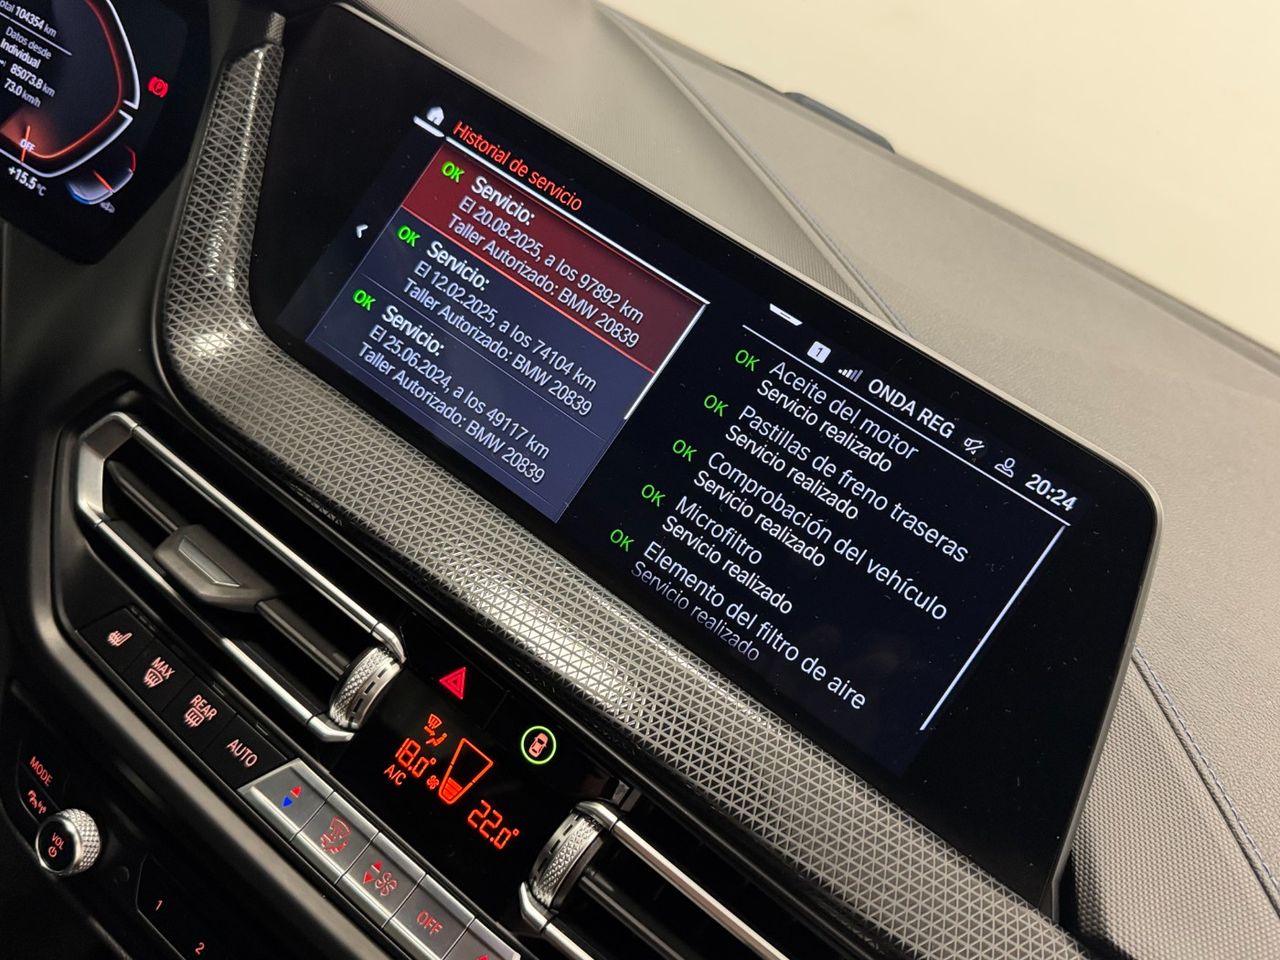 Total 104354 km
Datos desde
Individual
85073.8 km
73.0 km/h
OFF
+15.5°C
Historial de servicio
OK Servicio:
El 20.08.2025, a los 97892 km
Taller Autorizado: BMW 20839
OK Servicio:
El 12.02.2025, a los 74104 km
Taller Autorizado: BMW 20839
OK Servicio:
El 25.06.2024, a los 49117 km
Taller Autorizado: BMW 20839
1 ONDA REG 20:24
OK Aceite del motor
Servicio realizado
OK Pastillas de freno traseras
Servicio realizado
OK Comprobación del vehículo
Servicio realizado
OK Microfiltro
Servicio realizado
OK Elemento del filtro de aire
Servicio realizado
MAX
REAR
AUTO
18.0°
A/C
22.0°
MODE
VOL
OFF
1
2